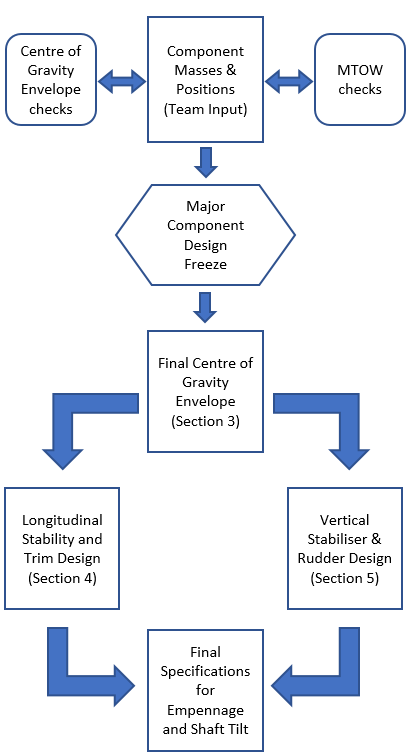 Centre of
Gravity
Envelope
checks
Component
Masses &
Positions
(Team Input)
MTOW
checks
Major
Component
Design
Freeze
Final Centre of
Gravity
Envelope
(Section 3)
Longitudinal
Stability and
Trim Design
(Section 4)
Vertical
Stabiliser &
Rudder Design
(Section 5)
Final
Specifications
for
Empennage
and Shaft Tilt